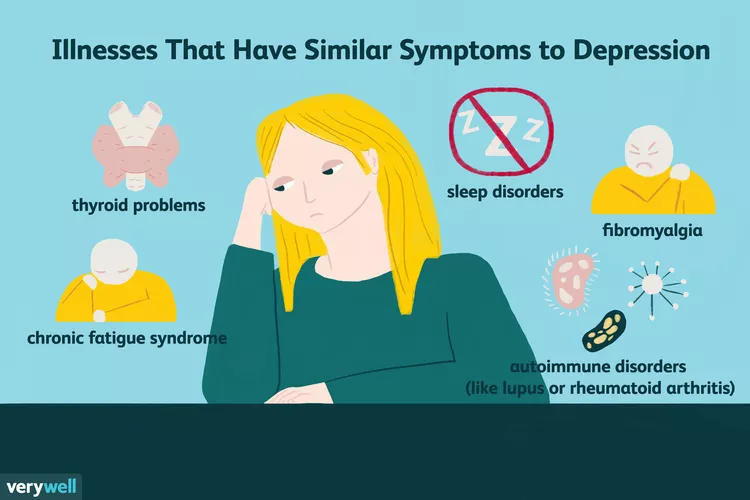 Illnesses That Have Similar Symptoms to Depression
thyroid problems
Z Z Z
sleep disorders
fibromyalgia
chronic fatigue syndrome
autoimmune disorders
(like lupus or rheumatoid arthritis)
verywell